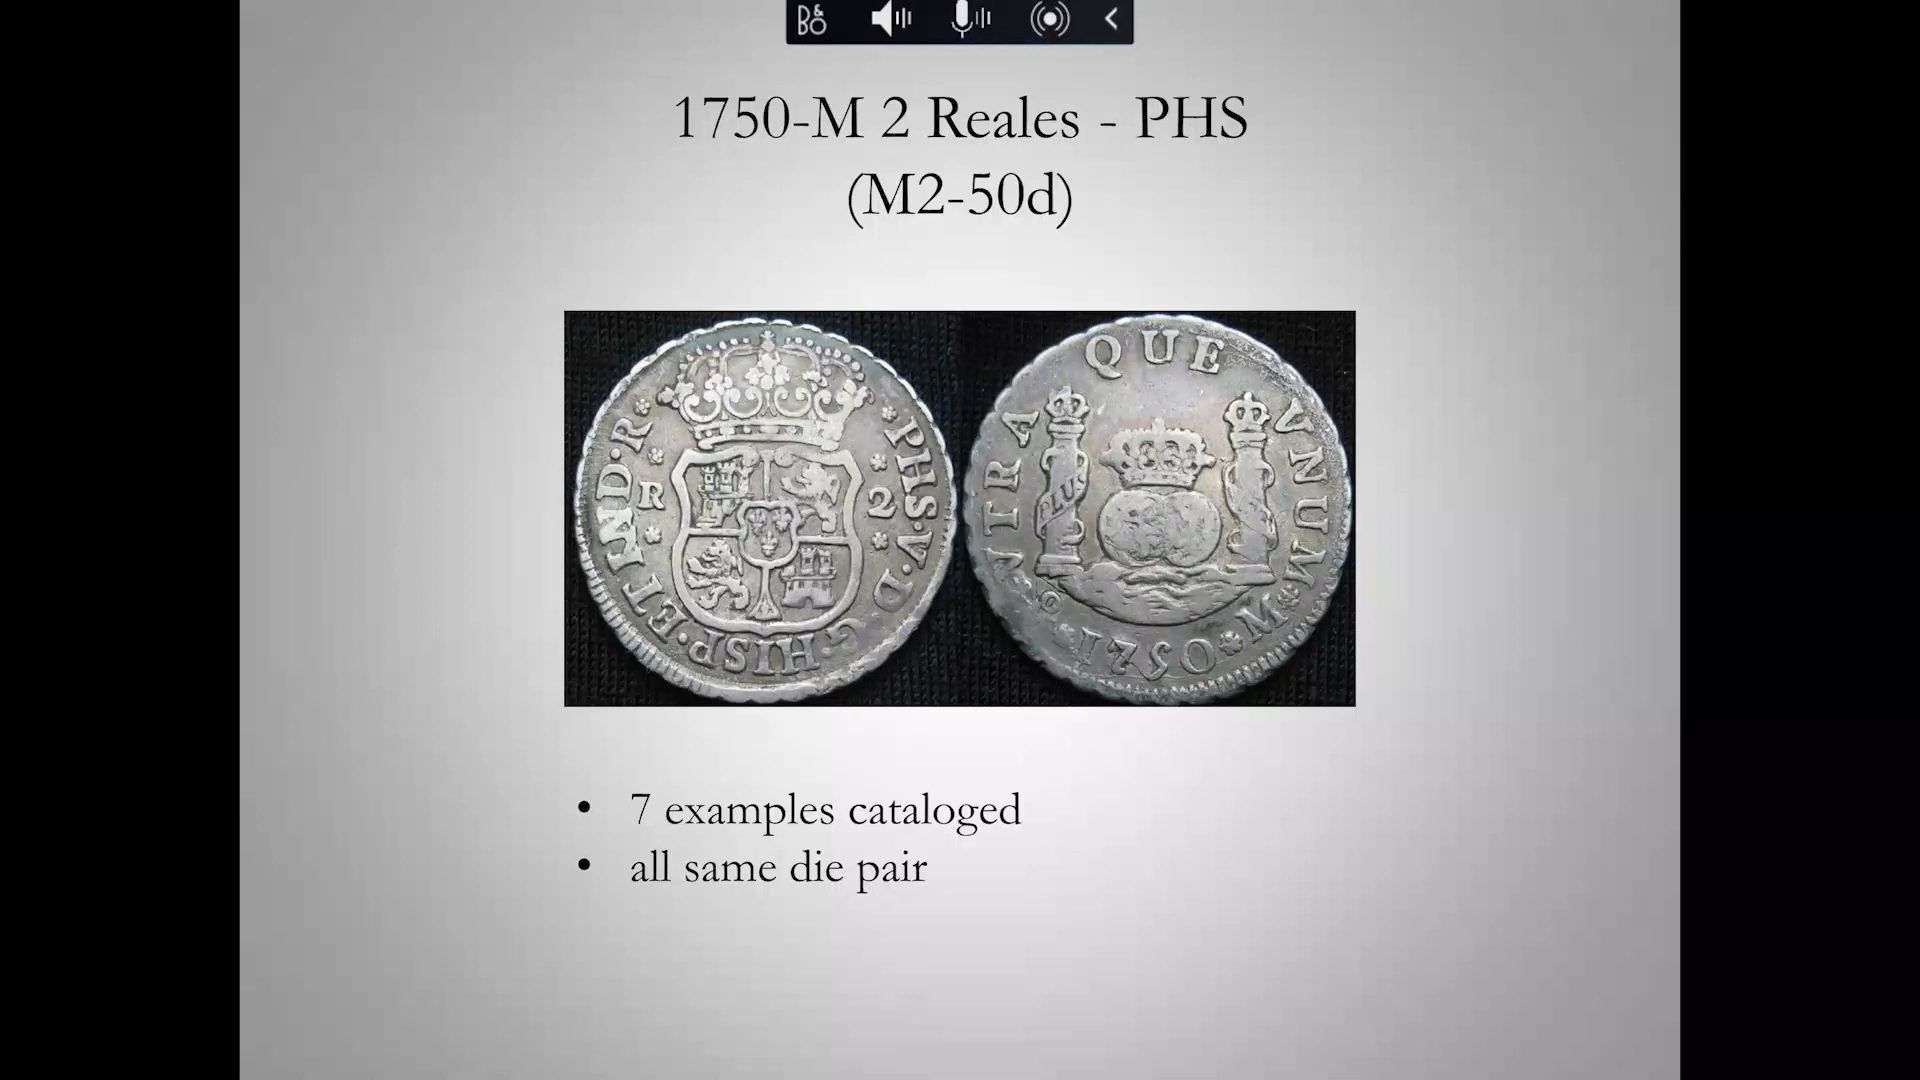 B&O
1750-M 2 Reales - PHS
(M2-50d)
PHS·V·D·G·HISP·ET IND·R·
R 2
VTRA QUE VNUM
PLUS
M 1750 M
• 7 examples cataloged
• all same die pair